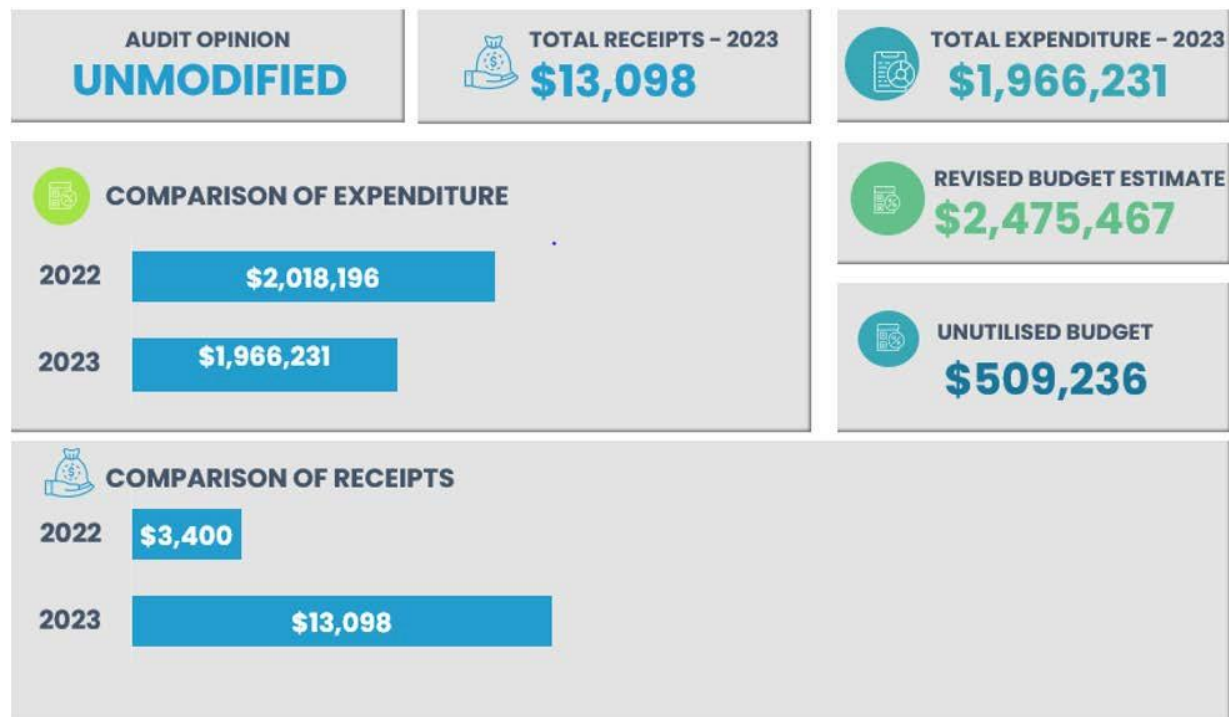 AUDIT OPINION
UNMODIFIED
TOTAL RECEIPTS – 2023
$13,098
TOTAL EXPENDITURE – 2023
$1,966,231
COMPARISON OF EXPENDITURE
2022
$2,018,196
2023
$1,966,231
REVISED BUDGET ESTIMATE
$2,475,467
UNUTILISED BUDGET
$509,236
COMPARISON OF RECEIPTS
2022
$3,400
2023
$13,098